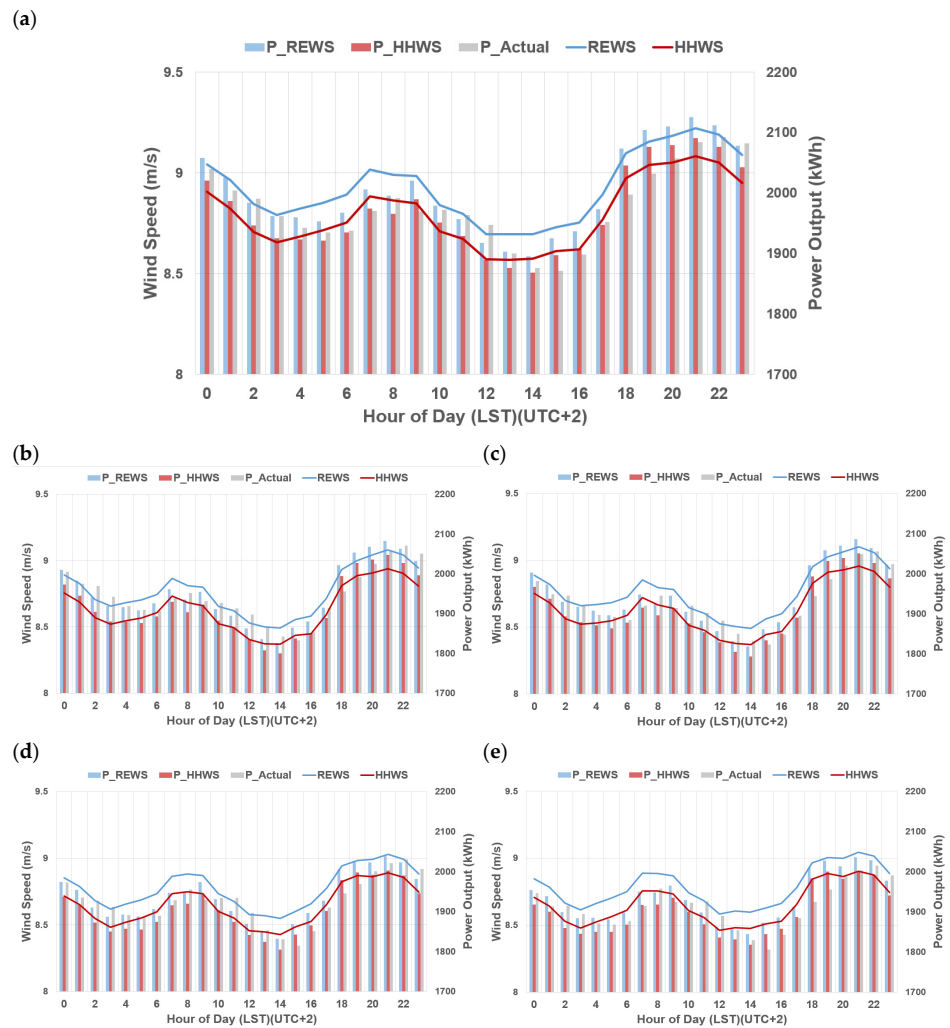 (a)
P_REWS P_HHWS P_Actual REWS HHWS
9.5 2200
2100
9 2000
1900
8.5
1800
8 1700
Wind Speed (m/s)
Power Output (kWh)
0 2 4 6 8 10 12 14 16 18 20 22
Hour of Day (LST)(UTC+2)
(b)
P_REWS P_HHWS P_Actual REWS HHWS
9.5 2200
2100
9 2000
1900
8.5
1800
8 1700
Wind Speed (m/s)
Power Output (kWh)
0 2 4 6 8 10 12 14 16 18 20 22
Hour of Day (LST)(UTC+2)
(c)
P_REWS P_HHWS P_Actual REWS HHWS
9.5 2200
2100
9 2000
1900
8.5
1800
8 1700
Wind Speed (m/s)
Power Output (kWh)
0 2 4 6 8 10 12 14 16 18 20 22
Hour of Day (LST)(UTC+2)
(d)
P_REWS P_HHWS P_Actual REWS HHWS
9.5 2200
2100
9 2000
1900
8.5
1800
8 1700
Wind Speed (m/s)
Power Output (kWh)
0 2 4 6 8 10 12 14 16 18 20 22
Hour of Day (LST)(UTC+2)
(e)
P_REWS P_HHWS P_Actual REWS HHWS
9.5 2200
2100
9 2000
1900
8.5
1800
8 1700
Wind Speed (m/s)
Power Output (kWh)
0 2 4 6 8 10 12 14 16 18 20 22
Hour of Day (LST)(UTC+2)